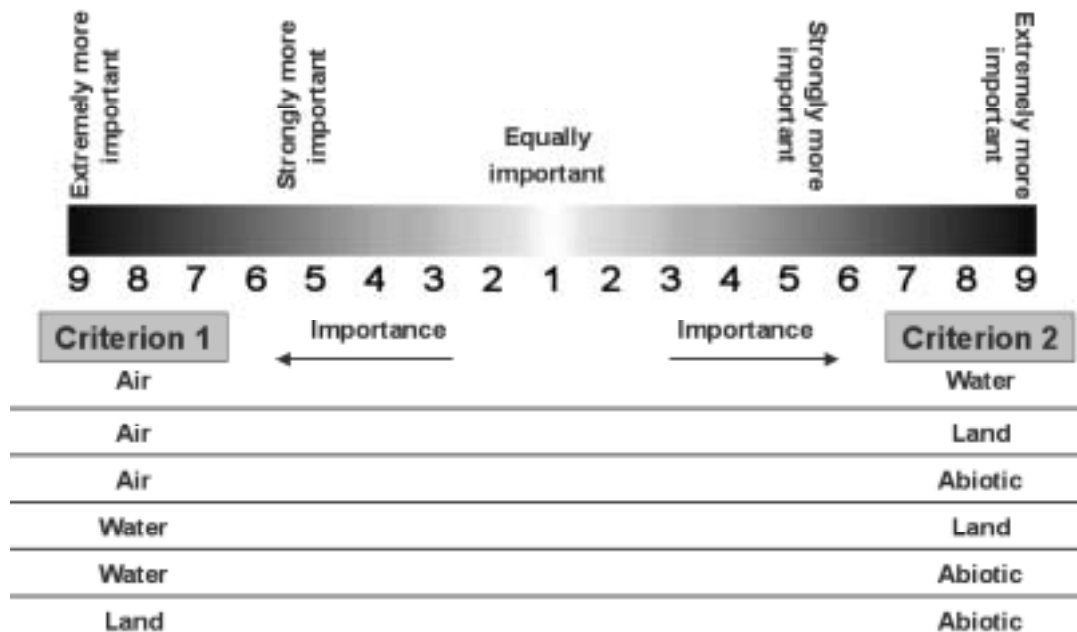 Extremely more
important
Strongly more
important
Equally
important
Strongly more
important
Extremely more
important
9 8 7 6 5 4 3 2 1 2 3 4 5 6 7 8 9
Criterion 1 Importance Importance Criterion 2
Air Water
Air Land
Air Abiotic
Water Land
Water Abiotic
Land Abiotic